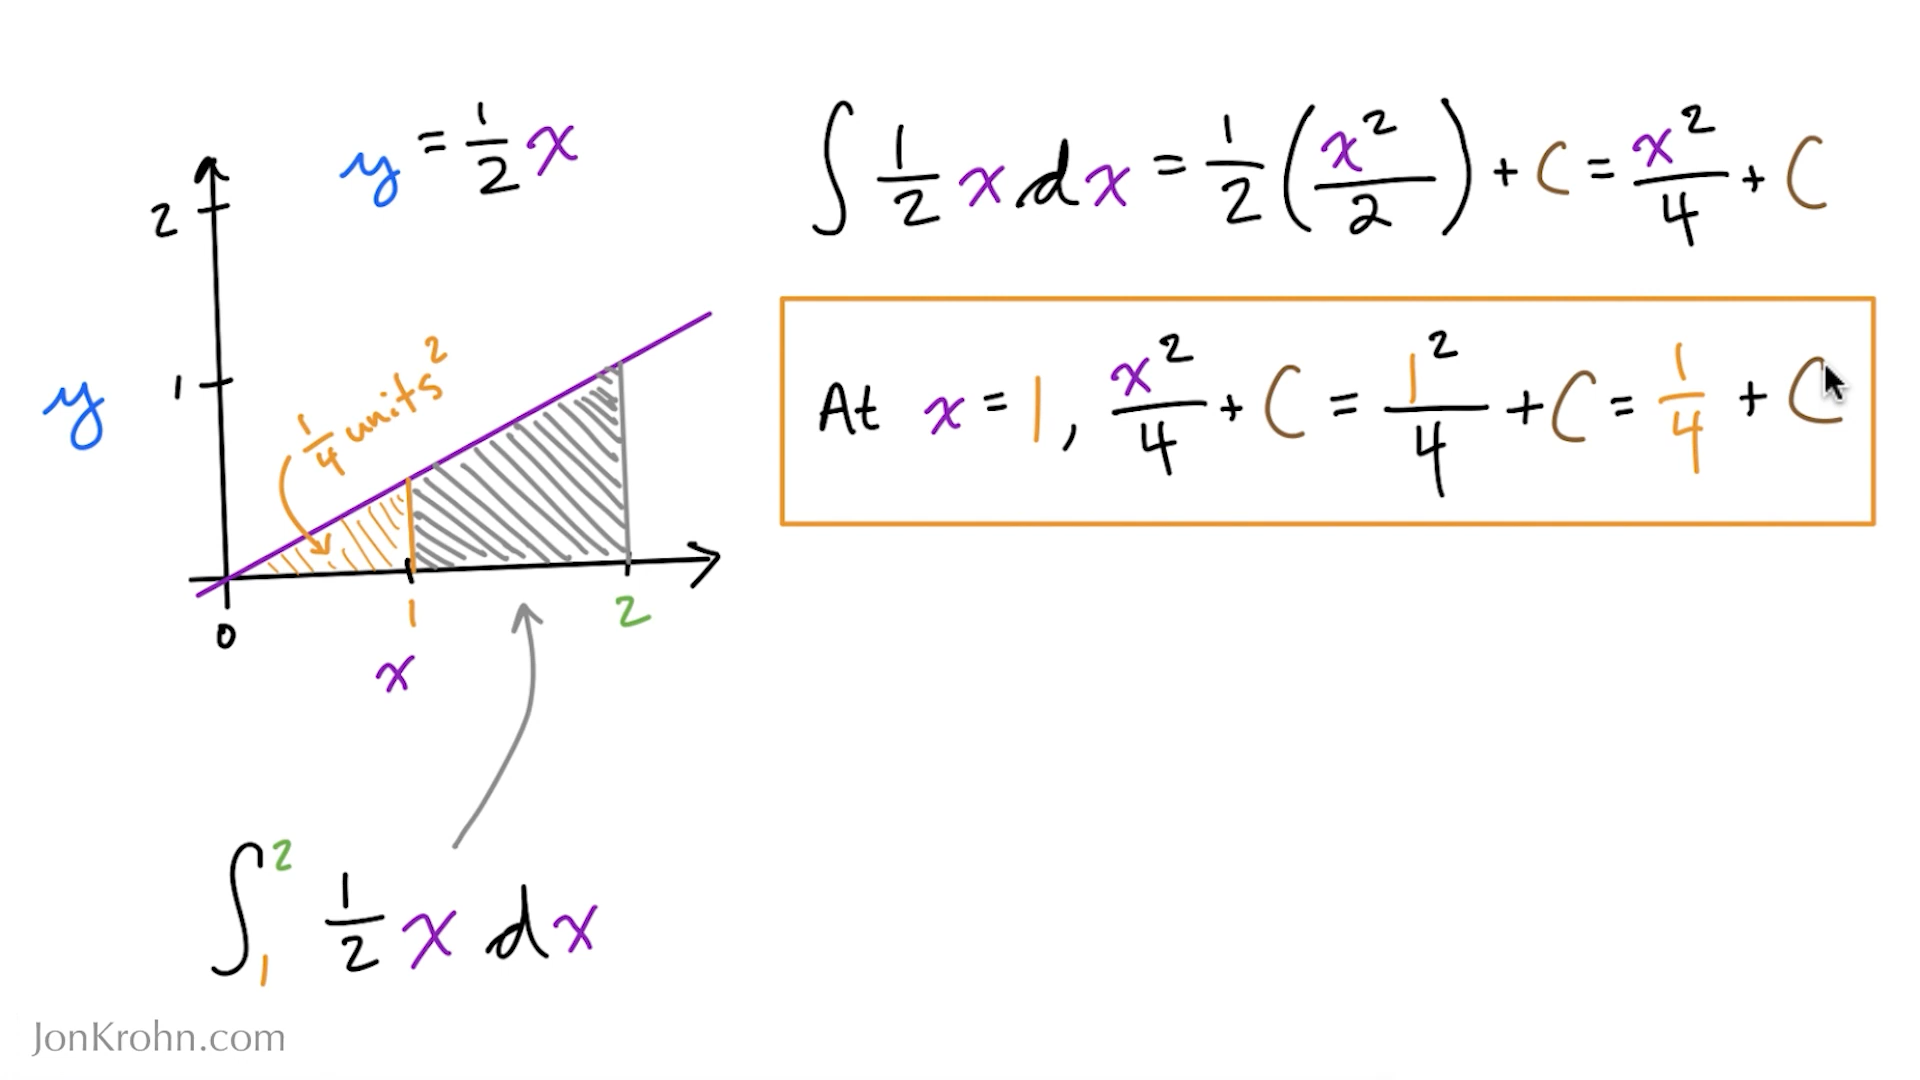 y = 1/2 x
∫ 1/2 x dx = 1/2 (x²/2) + C = x²/4 + C
2
1/4 units²
At x = 1, x²/4 + C = 1²/4 + C = 1/4 + C
y
1
0
1
2
x
∫₁² 1/2 x dx
JonKrohn.com